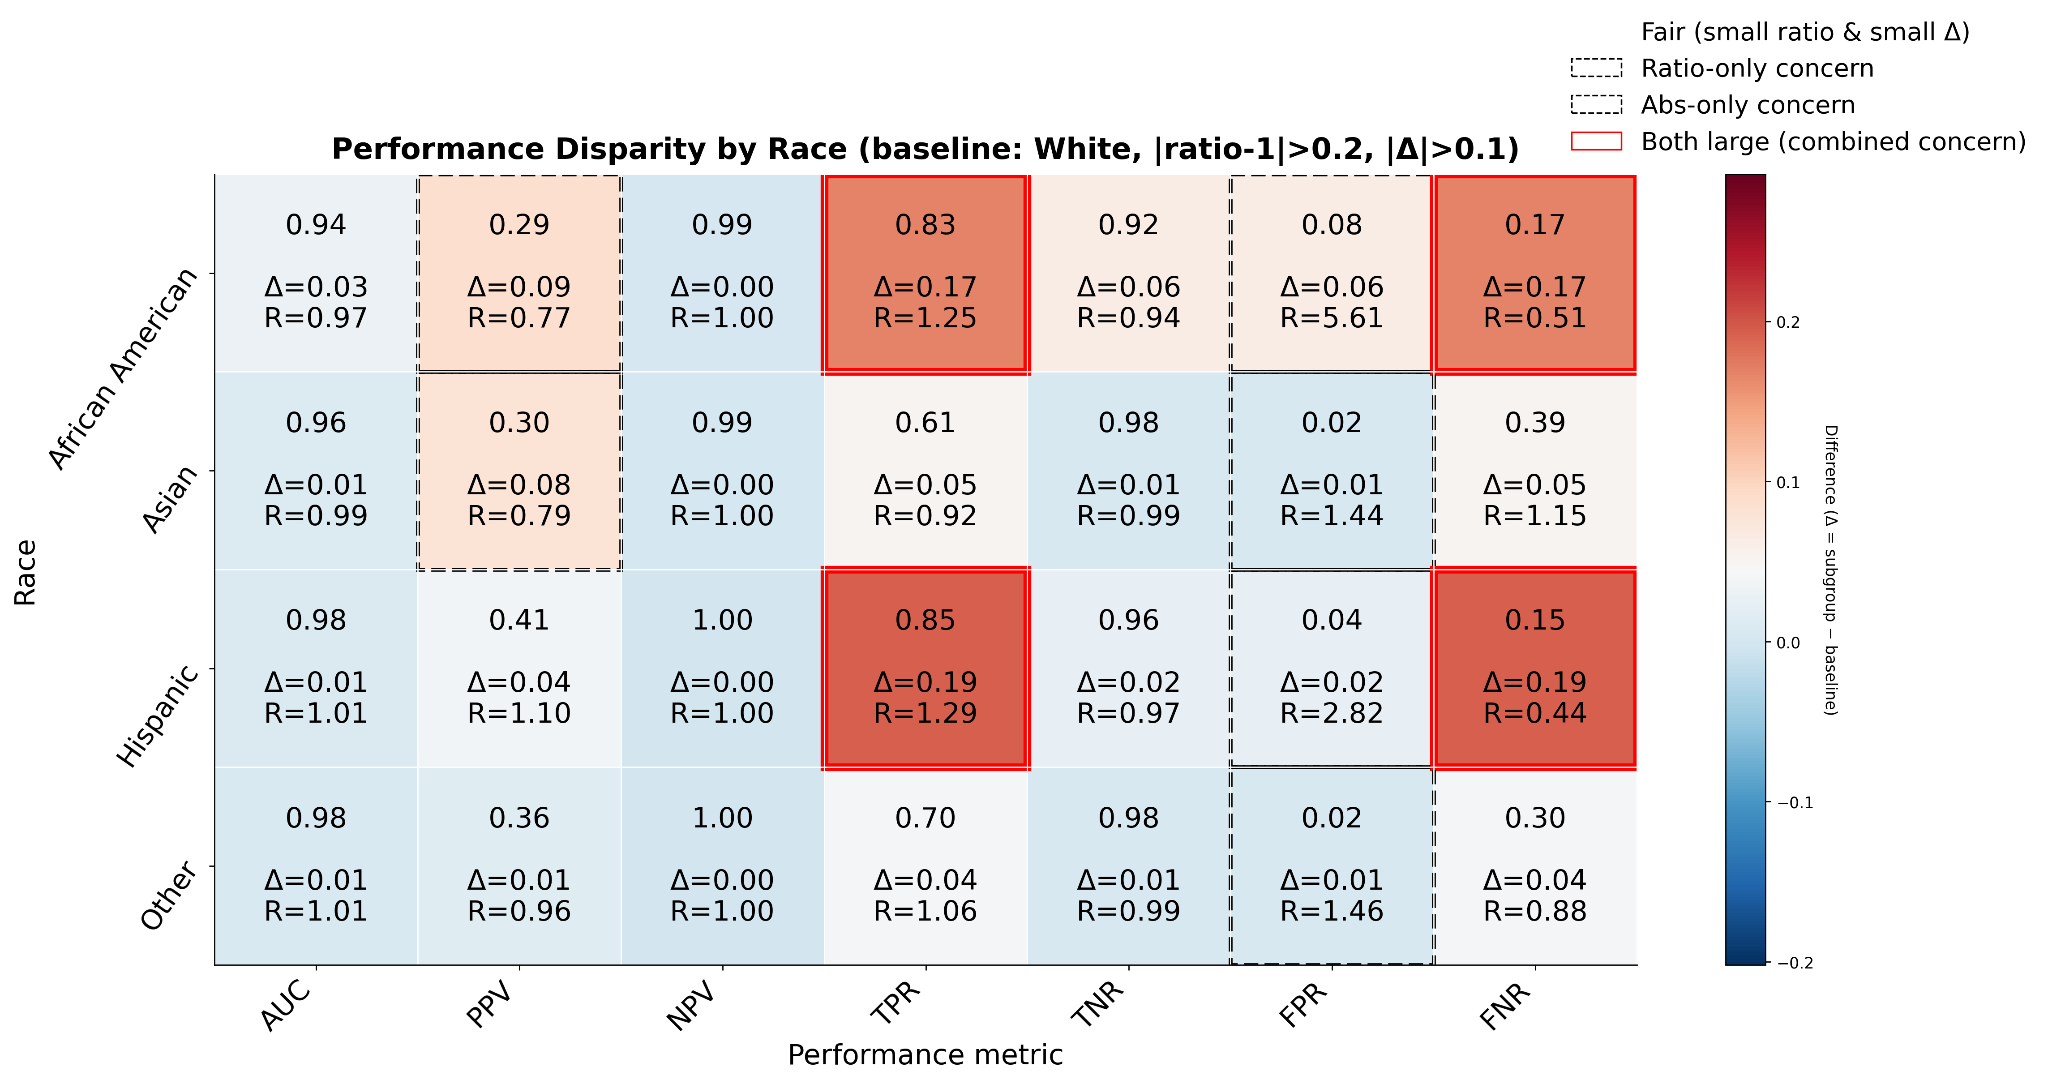 Fair (small ratio & small Δ)
Ratio-only concern
Abs-only concern
Both large (combined concern)
Performance Disparity by Race (baseline: White, |ratio-1|>0.2, |Δ|>0.1)
African American
0.94 0.29 0.99 0.83 0.92 0.08 0.17
Δ=0.03 Δ=0.09 Δ=0.00 Δ=0.17 Δ=0.06 Δ=0.06 Δ=0.17
R=0.97 R=0.77 R=1.00 R=1.25 R=0.94 R=5.61 R=0.51
Asian
0.96 0.30 0.99 0.61 0.98 0.02 0.39
Δ=0.01 Δ=0.08 Δ=0.00 Δ=0.05 Δ=0.01 Δ=0.01 Δ=0.05
R=0.99 R=0.79 R=1.00 R=0.92 R=0.99 R=1.44 R=1.15
Hispanic
0.98 0.41 1.00 0.85 0.96 0.04 0.15
Δ=0.01 Δ=0.04 Δ=0.00 Δ=0.19 Δ=0.02 Δ=0.02 Δ=0.19
R=1.01 R=1.10 R=1.00 R=1.29 R=0.97 R=2.82 R=0.44
Other
0.98 0.36 1.00 0.70 0.98 0.02 0.30
Δ=0.01 Δ=0.01 Δ=0.00 Δ=0.04 Δ=0.01 Δ=0.01 Δ=0.04
R=1.01 R=0.96 R=1.00 R=1.06 R=0.99 R=1.46 R=0.88
Race
AUC PPV NPV TPR TNR FPR FNR
Performance metric
0.2
0.1
0.0
−0.1
−0.2
Difference (Δ = subgroup − baseline)